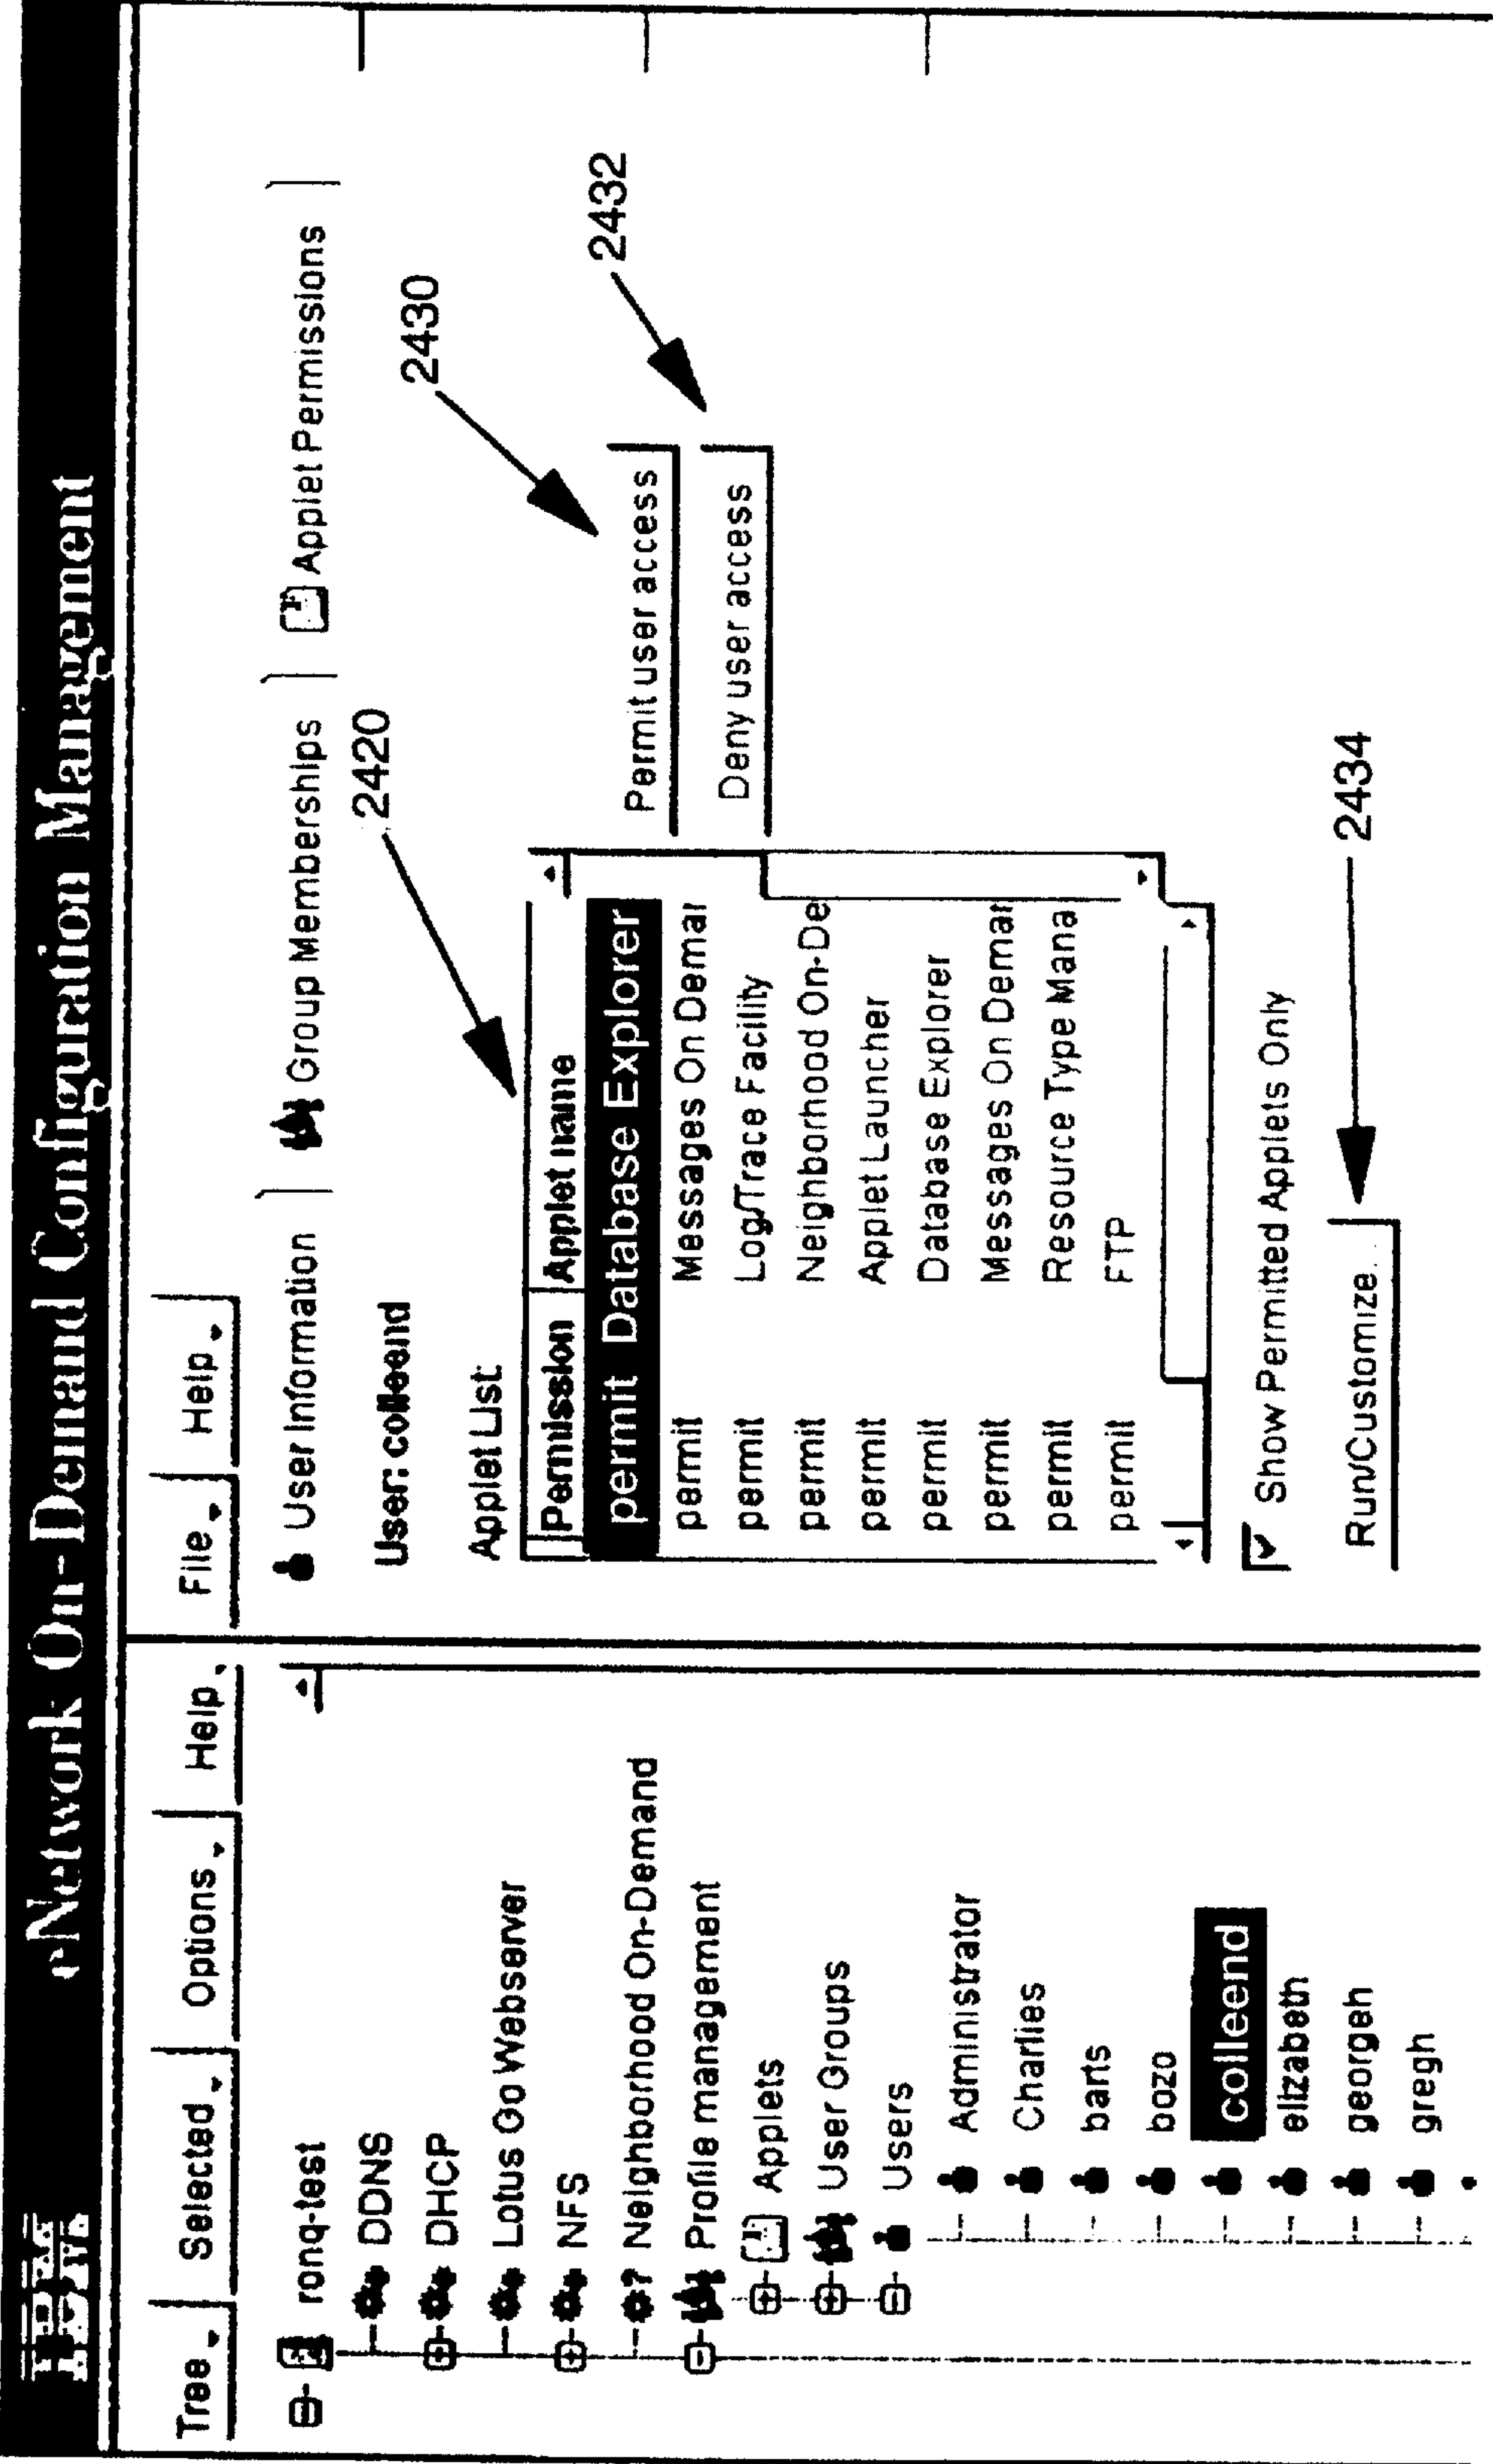 IBM eNetwork On-Demand Configuration Management
Tree Selected Options Help
ronq-test
DDNS
DHCP
Lotus Go Webserver
NFS
Neighborhood On-Demand
Profile management
Applets
User Groups
Users
Administrator
Charlies
barts
bozo
colleend
elizabeth
georgeh
gregh
File Help
User Information Group Memberships Applet Permissions
User: colleend
2420
2430
2432
Applet List:
Permission Applet name
permit Database Explorer
permit Messages On Demar
permit Log/Trace Facility
permit Neighborhood On-De
permit Applet Launcher
permit Database Explorer
permit Messages On Demar
permit Resource Type Mana
permit FTP
Permit user access
Deny user access
Show Permitted Applets Only
Run/Customize...
2434